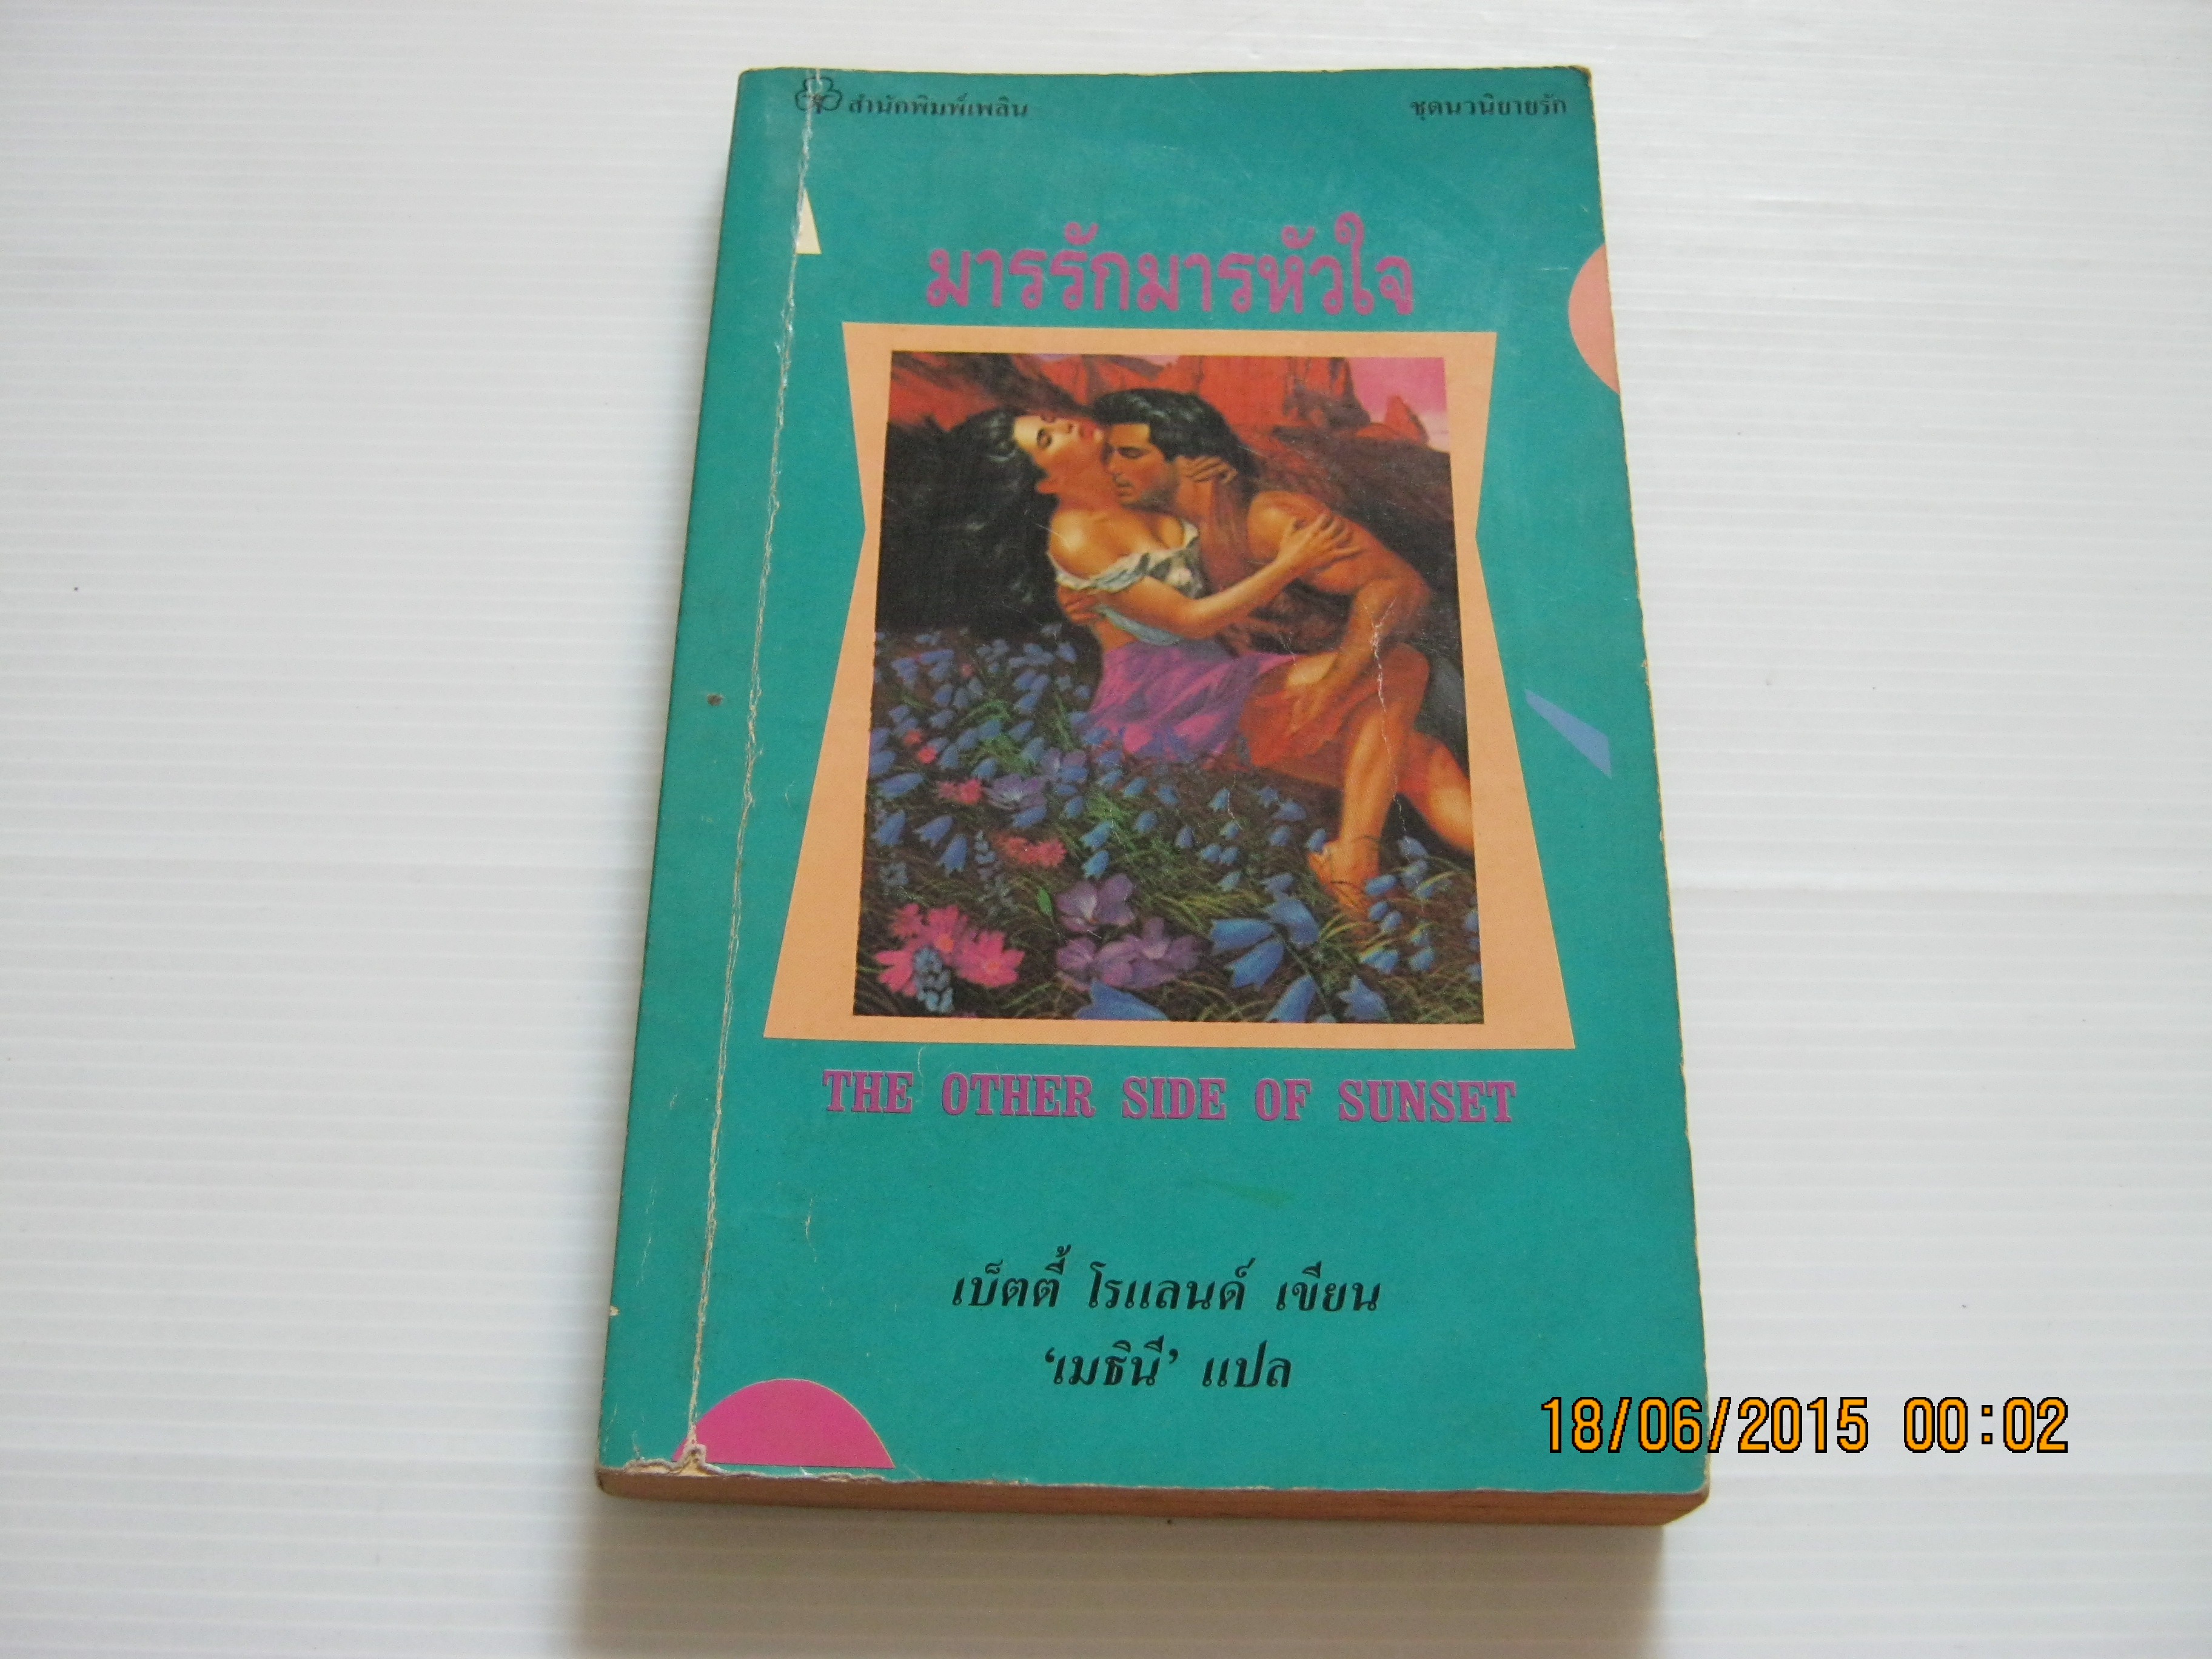 สำนักพิมพ์เพลิน
ชุดนวนิยายรัก
มารรักมารหัวใจ
THE OTHER SIDE OF SUNSET
เบ็ตตี้ โรแลนด์ เขียน
‘เมธินี’ แปล
18/06/2015 00:02